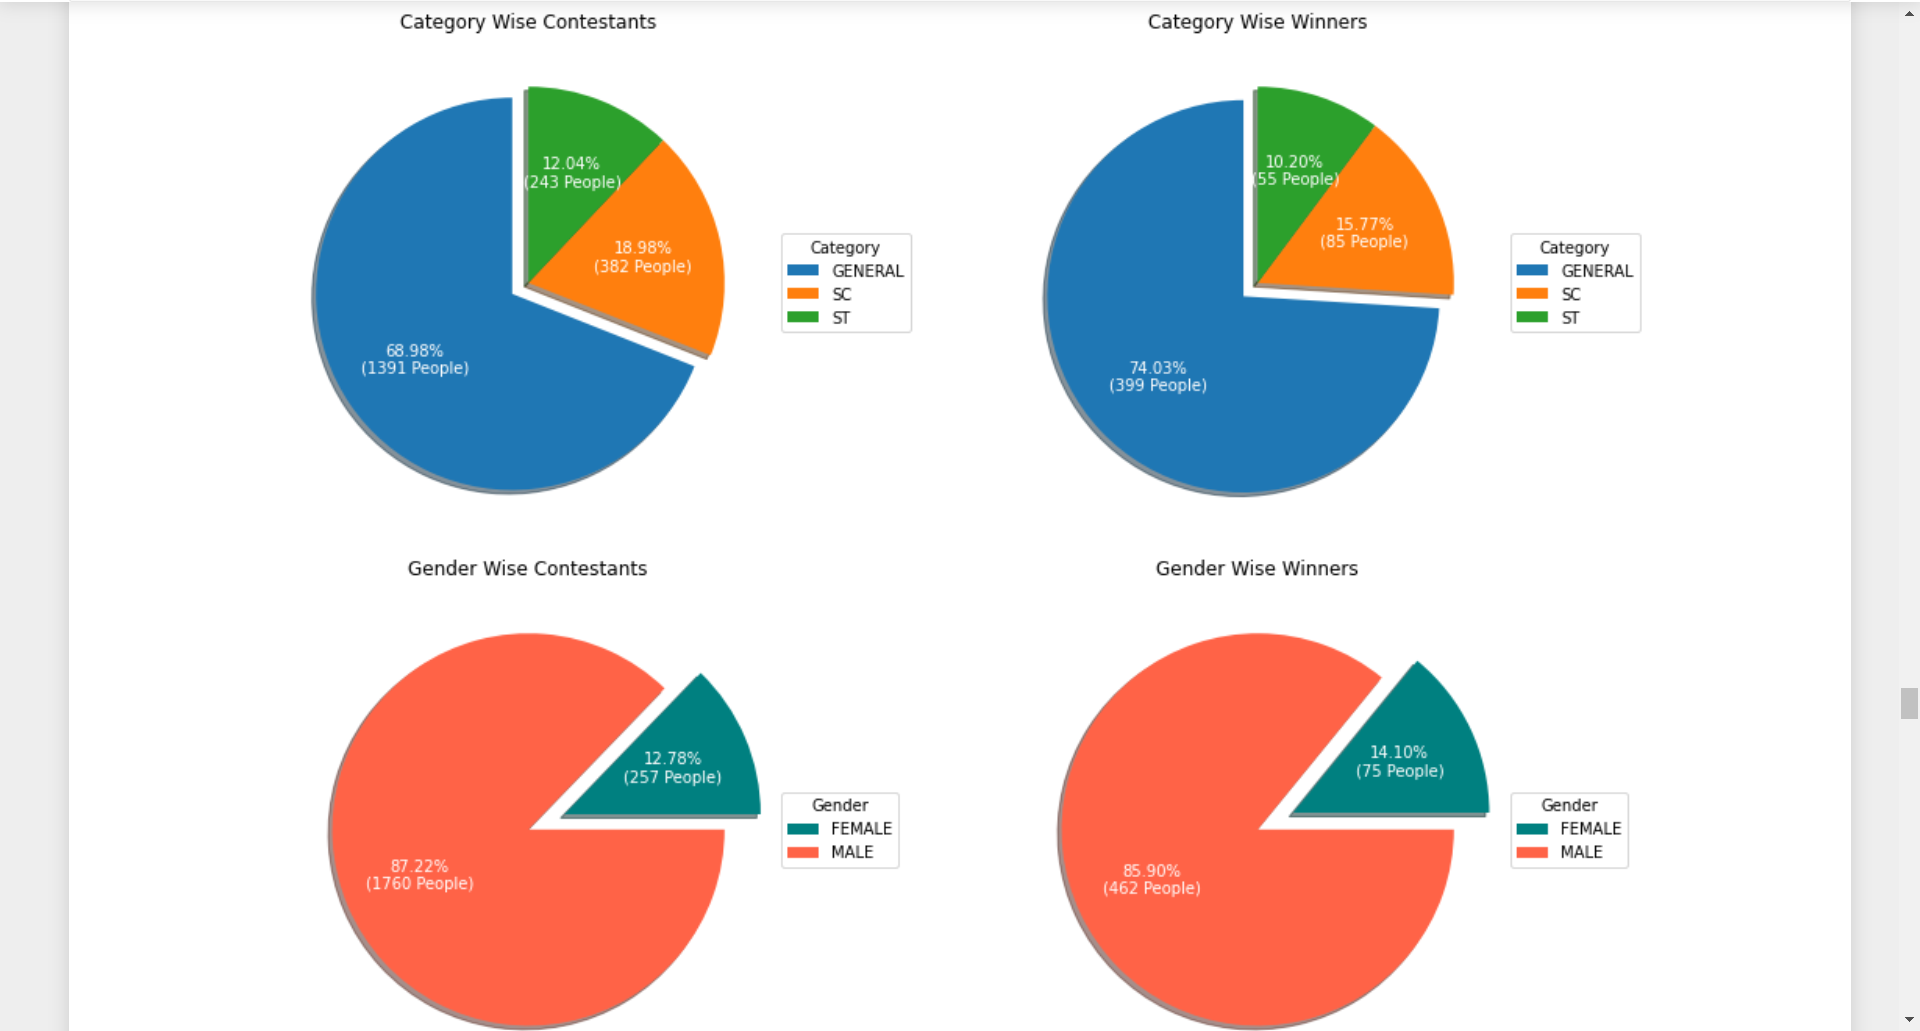 Category Wise Contestants
12.04%
(243 People)
18.98%
(382 People)
68.98%
(1391 People)
Category
GENERAL
SC
ST
Category Wise Winners
10.20%
(55 People)
15.77%
(85 People)
74.03%
(399 People)
Category
GENERAL
SC
ST
Gender Wise Contestants
12.78%
(257 People)
87.22%
(1760 People)
Gender
FEMALE
MALE
Gender Wise Winners
14.10%
(75 People)
85.90%
(462 People)
Gender
FEMALE
MALE